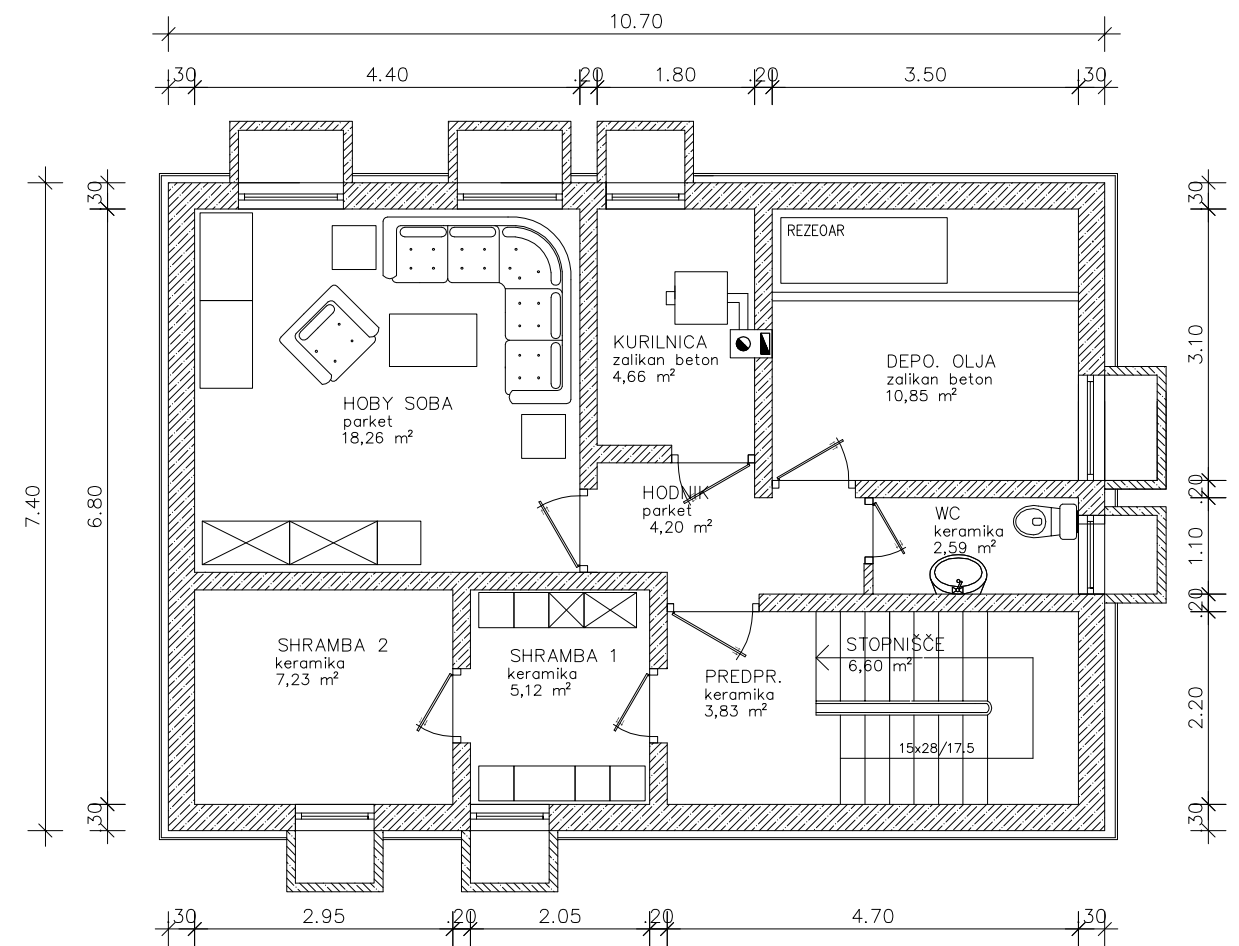 10.70
.30
4.40
.20
1.80
.20
3.50
.30
REZEOAR
KURILNICA
zalikan beton
4,66 m²
DEPO. OLJA
zalikan beton
10,85 m²
HOBY SOBA
parket
18,26 m²
HODNIK
parket
4,20 m²
WC
keramika
2,59 m²
SHRAMBA 2
keramika
7,23 m²
SHRAMBA 1
keramika
5,12 m²
PREDPR.
keramika
3,83 m²
STOPNIŠČE
6,60 m²
15x28/17.5
7.40
.30
6.80
.30
.30
3.10
.20
1.10
.20
2.20
.30
.30
2.95
.20
2.05
.20
4.70
.30